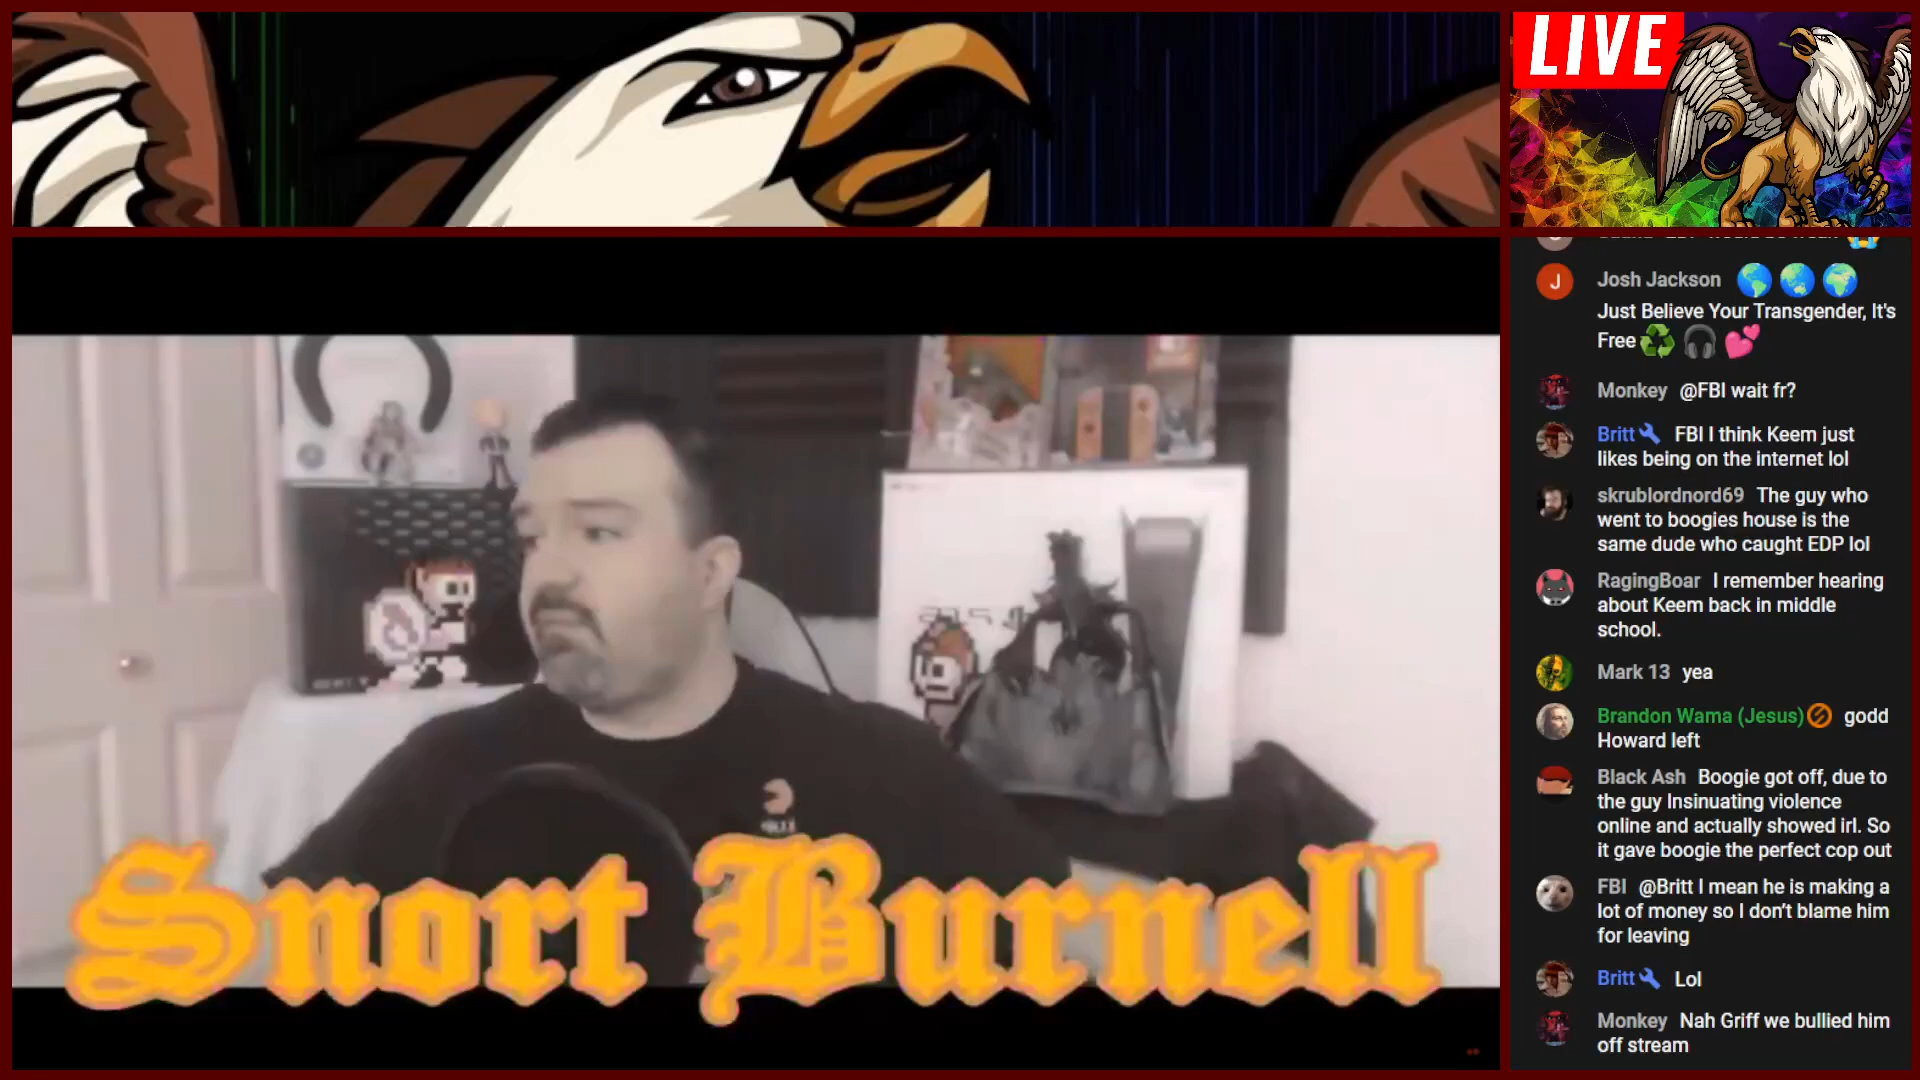 LIVE
Josh Jackson
Just Believe Your Transgender, It's
Free
Monkey @FBI wait fr?
Britt FBI I think Keem just
likes being on the internet lol
skrublordnord69 The guy who
went to boogies house is the
same dude who caught EDP lol
RagingBoar I remember hearing
about Keem back in middle
school.
Mark 13 yea
Brandon Wama (Jesus) godd
Howard left
Black Ash Boogie got off, due to
the guy Insinuating violence
online and actually showed irl. So
it gave boogie the perfect cop out
FBI @Britt I mean he is making a
lot of money so I don't blame him
for leaving
Britt Lol
Monkey Nah Griff we bullied him
off stream
Snort Burnell